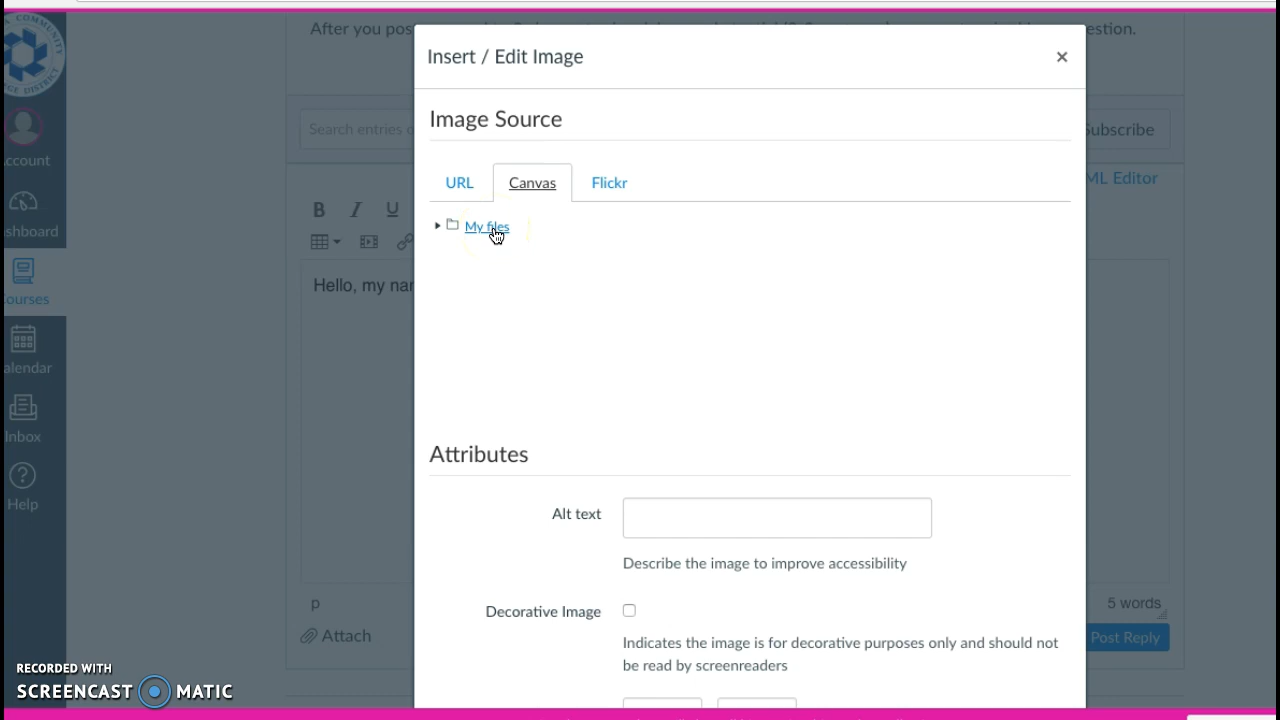 After you pos
estion.
Insert / Edit Image
×
Image Source
Search entries o
Subscribe
URL
Canvas
Flickr
ML Editor
My files
B I U
Hello, my nar
ccount
shboard
ourses
alendar
Inbox
Help
Attributes
Alt text
Describe the image to improve accessibility
Decorative Image
Indicates the image is for decorative purposes only and should not
be read by screenreaders
p
5 words
Attach
Post Reply
RECORDED WITH
SCREENCAST MATIC
COMMUNITY